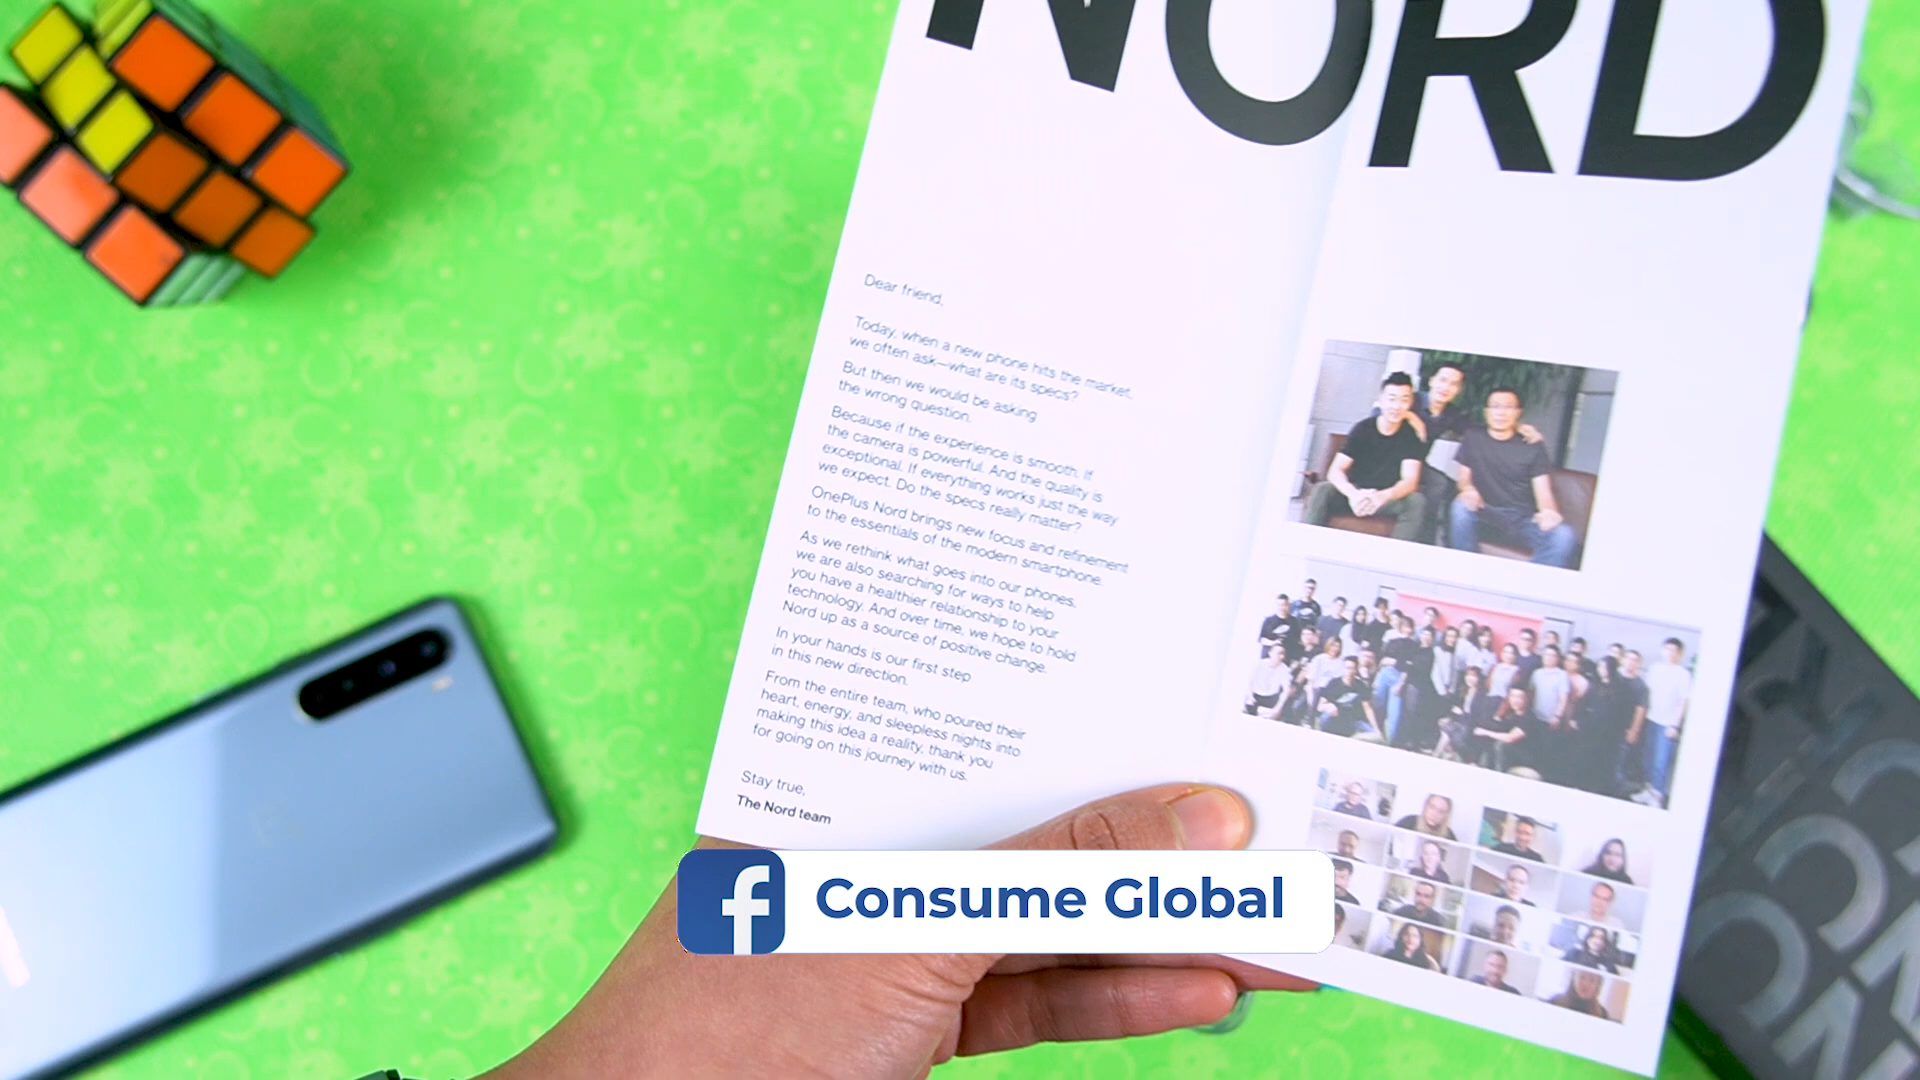 NORD
Dear friend,
Today, when a new phone hits the market,
we often ask—what are its specs?
But then we would be asking
the wrong question.
Because if the experience is smooth. If
the camera is powerful. And the quality is
exceptional. If everything works just the way
we expect. Do the specs really matter?
OnePlus Nord brings new focus and refinement
to the essentials of the modern smartphone.
As we rethink what goes into our phones,
we are also searching for ways to help
you have a healthier relationship to your
technology. And over time, we hope to hold
Nord up as a source of positive change.
In your hands is our first step
in this new direction.
From the entire team, who poured their
heart, energy, and sleepless nights into
making this idea a reality, thank you
for going on this journey with us.
Stay true,
The Nord team
f Consume Global